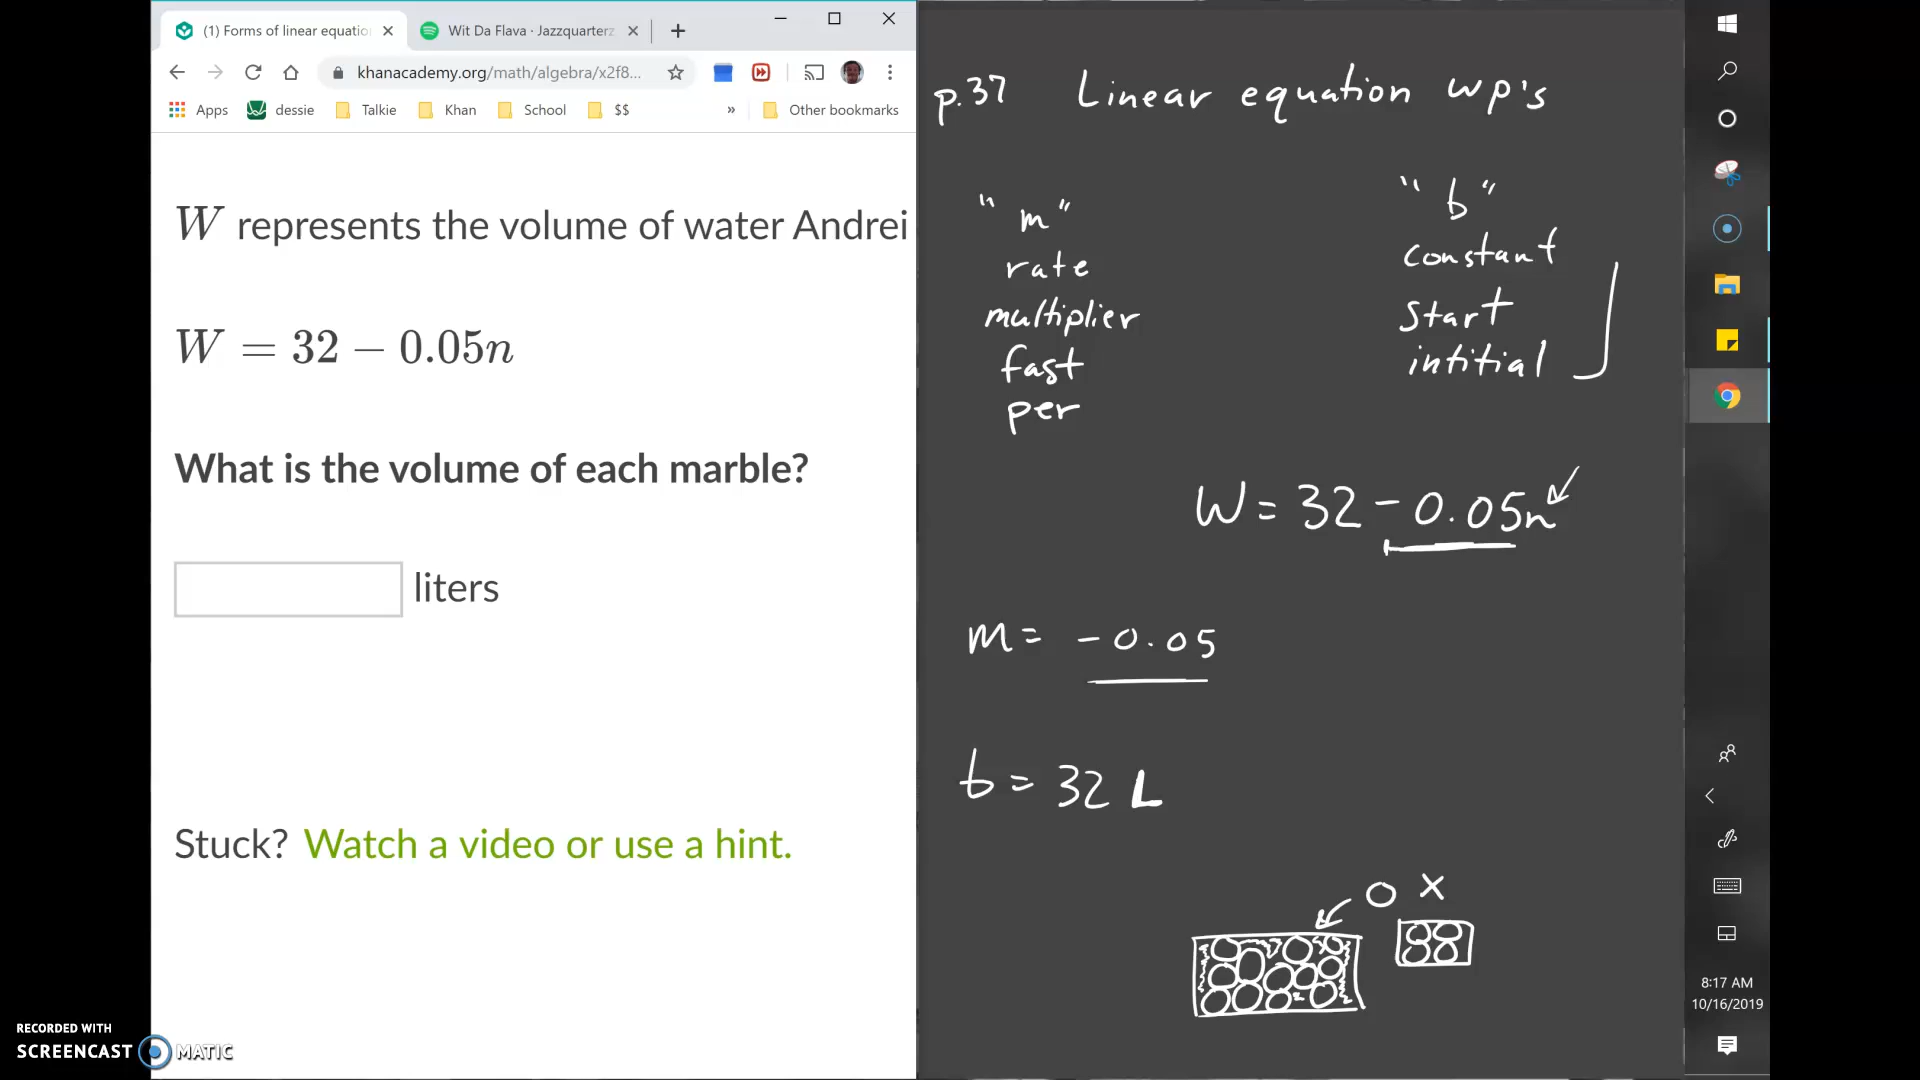 (1) Forms of linear equatio
Wit Da Flava · Jazzquarterz
khanacademy.org/math/algebra/x2f8...
Apps
dessie
Talkie
Khan
School
$$
»
Other bookmarks
W represents the volume of water Andrei
W = 32 − 0.05n
What is the volume of each marble?
liters
Stuck? Watch a video or use a hint.
p.37 Linear equation wp's
"m"
rate
multiplier
fast
per
"b"
constant
start
intitial
W = 32 - 0.05n
m = -0.05
b = 32 L
O X
8:17 AM
10/16/2019
RECORDED WITH
SCREENCAST MATIC